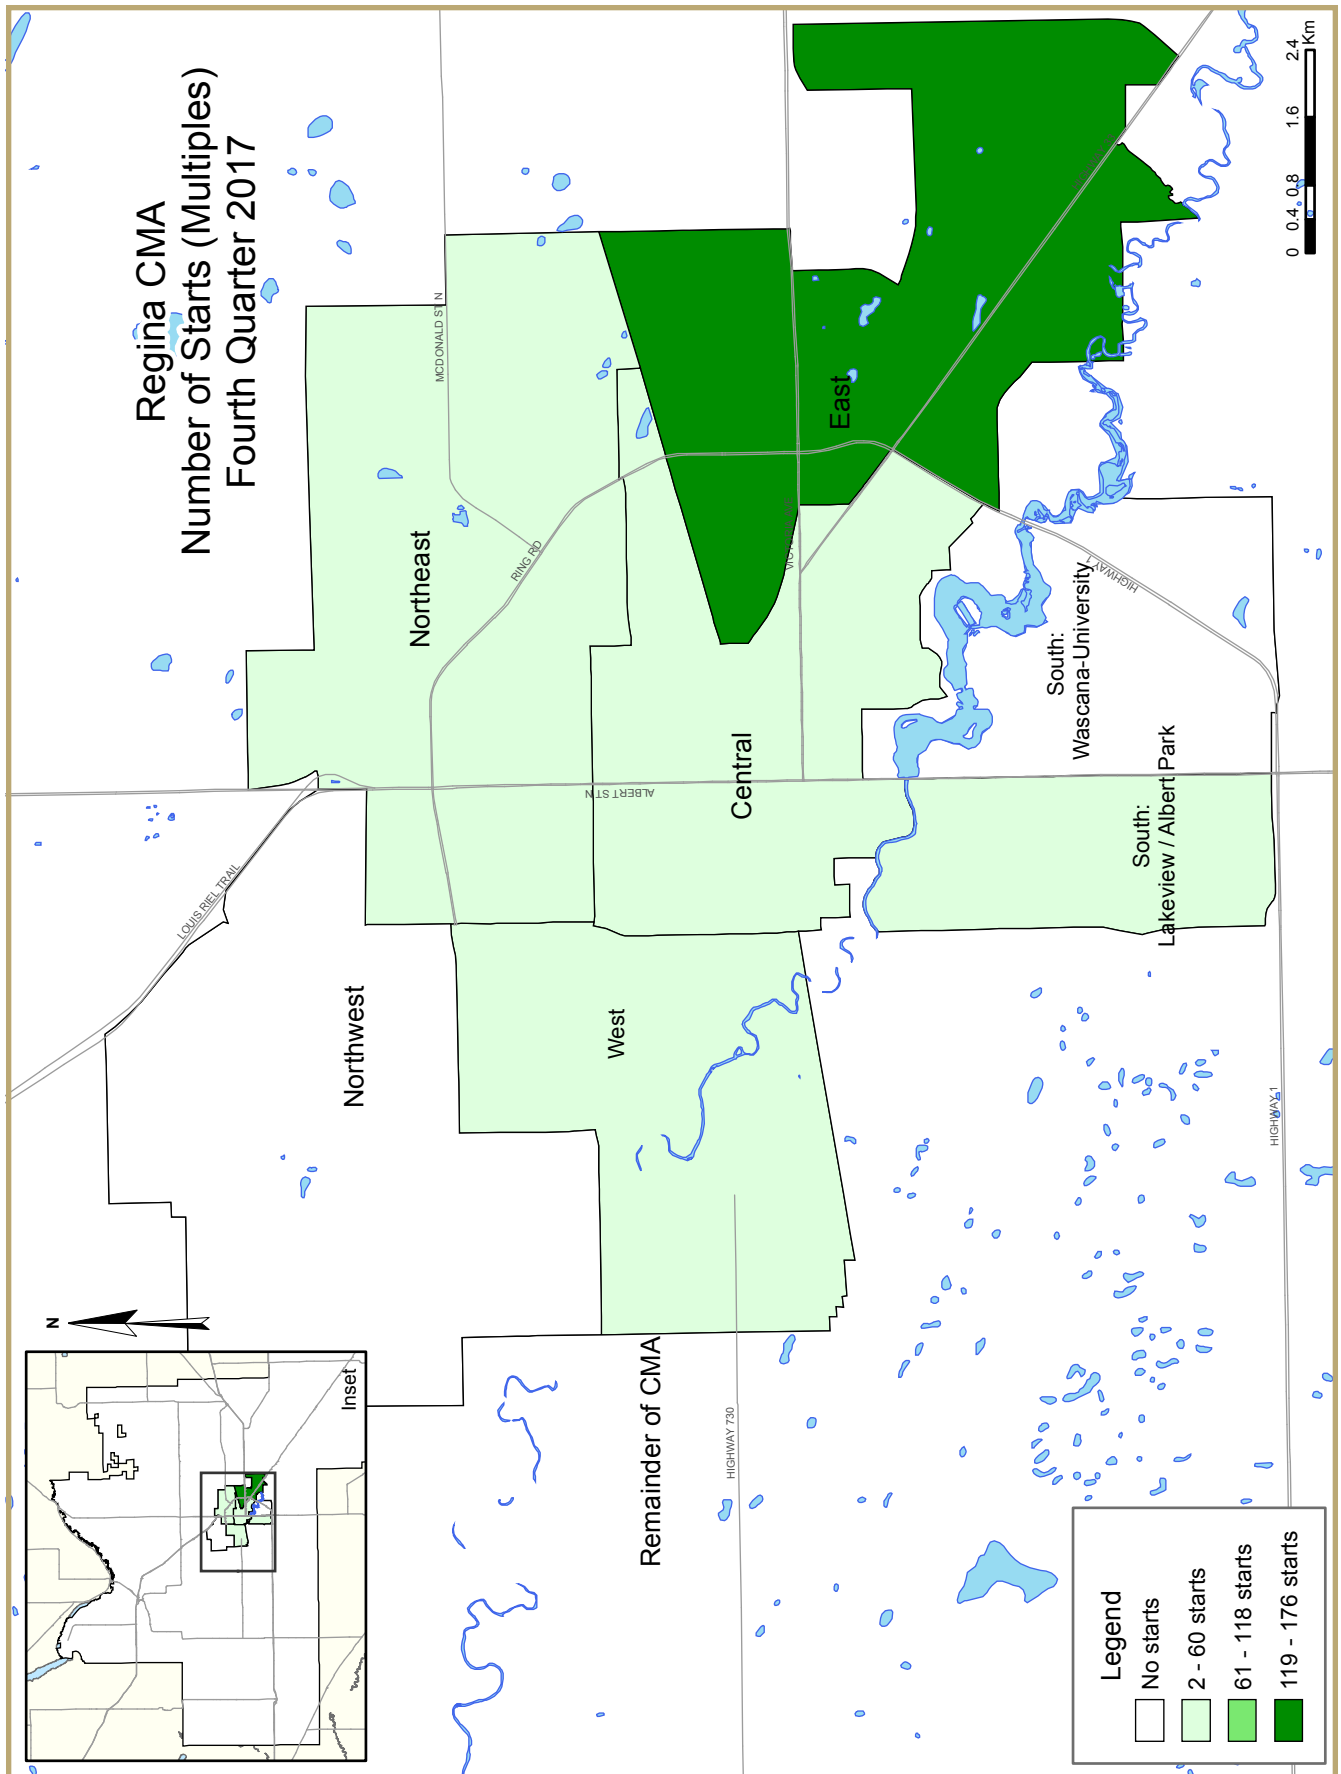 Regina CMA
Number of Starts (Multiples)
Fourth Quarter 2017
N
Inset
LOUIS RIEL TRAIL
MCDONALD ST N
Northeast
RING RD
Northwest
ALBERT ST N
West
Central
East
Remainder of CMA
HIGHWAY 730
South:
Wascana-University
HIGHWAY 1
South:
Lakeview / Albert Park
HIGHWAY 1
Legend
No starts
2 - 60 starts
61 - 118 starts
119 - 176 starts
0 0.4 0.8 1.6 2.4
Km